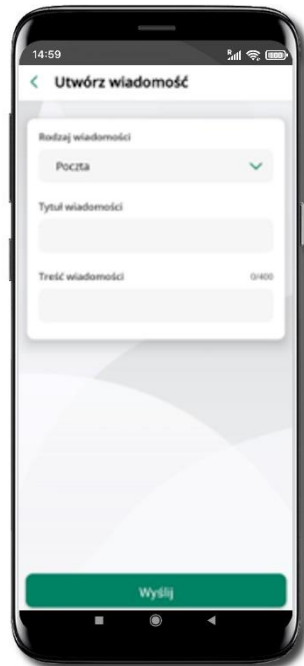 14:59
Utwórz wiadomość
Rodzaj wiadomości
Poczta
Tytuł wiadomości
Treść wiadomości 0/400
Wyślij